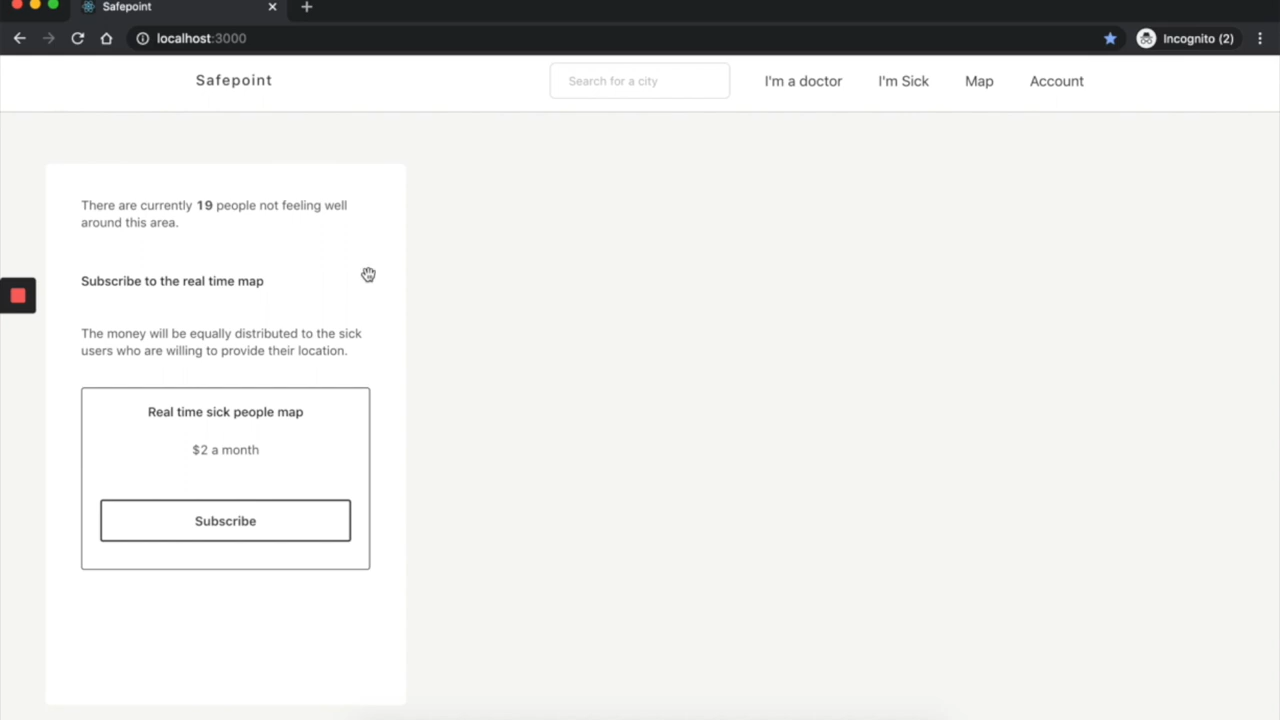 Safepoint
localhost:3000
Incognito (2)
Safepoint
Search for a city
I'm a doctor
I'm Sick
Map
Account
There are currently 19 people not feeling well
around this area.
Subscribe to the real time map
The money will be equally distributed to the sick
users who are willing to provide their location.
Real time sick people map
$2 a month
Subscribe